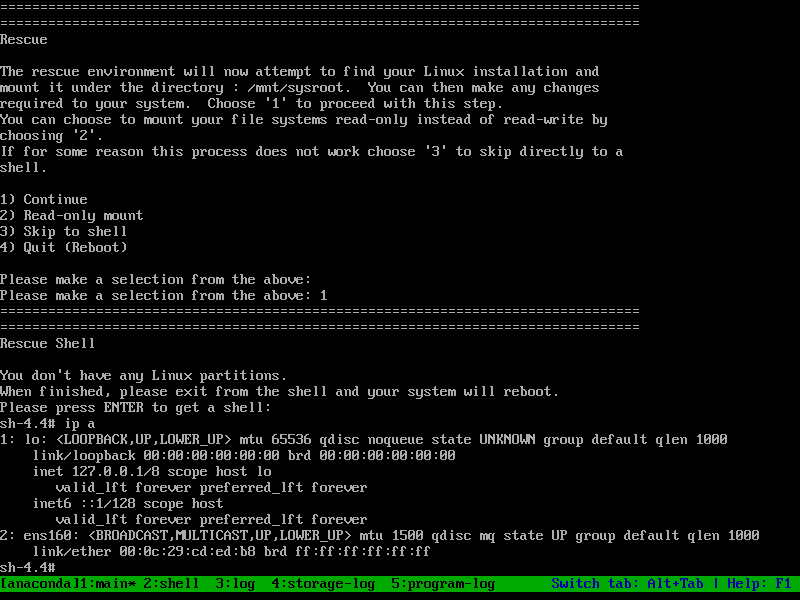 ================================================================================
================================================================================
Rescue

The rescue environment will now attempt to find your Linux installation and
mount it under the directory : /mnt/sysroot.  You can then make any changes
required to your system.  Choose '1' to proceed with this step.
You can choose to mount your file systems read-only instead of read-write by
choosing '2'.
If for some reason this process does not work choose '3' to skip directly to a
shell.

1) Continue
2) Read-only mount
3) Skip to shell
4) Quit (Reboot)

Please make a selection from the above:
Please make a selection from the above: 1
================================================================================
================================================================================
Rescue Shell

You don't have any Linux partitions.
When finished, please exit from the shell and your system will reboot.
Please press ENTER to get a shell:
sh-4.4# ip a
1: lo: <LOOPBACK,UP,LOWER_UP> mtu 65536 qdisc noqueue state UNKNOWN group default qlen 1000
    link/loopback 00:00:00:00:00:00 brd 00:00:00:00:00:00
    inet 127.0.0.1/8 scope host lo
       valid_lft forever preferred_lft forever
    inet6 ::1/128 scope host
       valid_lft forever preferred_lft forever
2: ens160: <BROADCAST,MULTICAST,UP,LOWER_UP> mtu 1500 qdisc mq state UP group default qlen 1000
    link/ether 00:0c:29:cd:ed:b8 brd ff:ff:ff:ff:ff:ff
sh-4.4#
[anaconda]1:main* 2:shell  3:log  4:storage-log  5:program-log       Switch tab: Alt+Tab | Help: F1